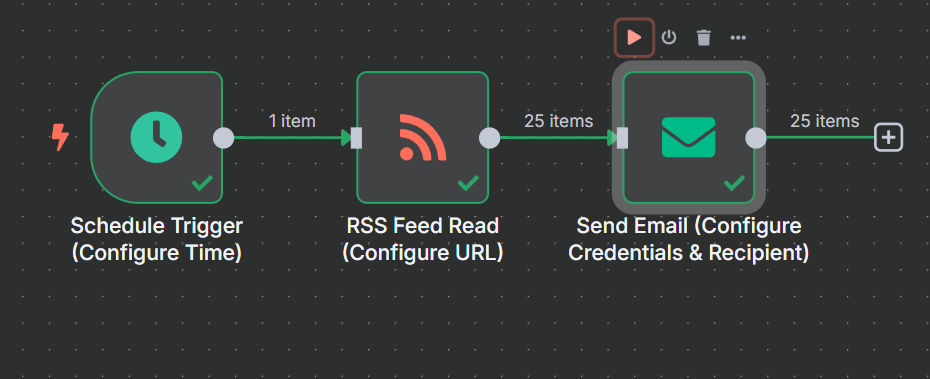 1 item
25 items
25 items
Schedule Trigger
(Configure Time)
RSS Feed Read
(Configure URL)
Send Email (Configure
Credentials & Recipient)